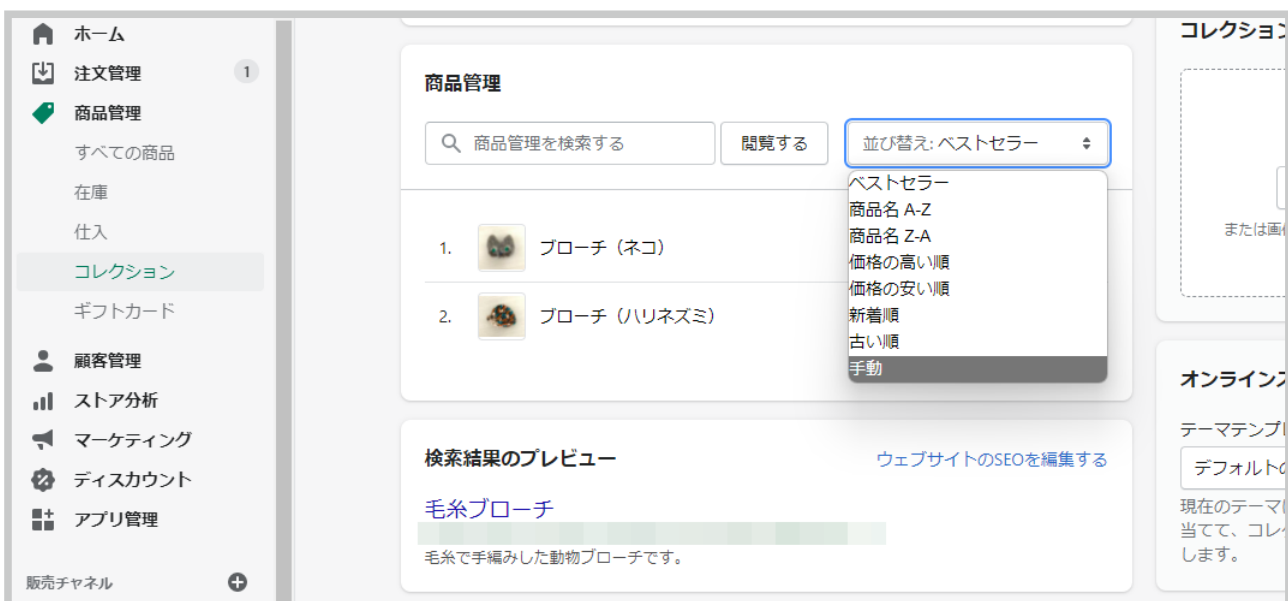 ホーム
注文管理 1
商品管理
すべての商品
在庫
仕入
コレクション
ギフトカード
顧客管理
ストア分析
マーケティング
ディスカウント
アプリ管理
販売チャネル
商品管理
商品管理を検索する
閲覧する
並び替え: ベストセラー
ベストセラー
商品名 A-Z
商品名 Z-A
価格の高い順
価格の安い順
新着順
古い順
手動
1. ブローチ（ネコ）
2. ブローチ（ハリネズミ）
検索結果のプレビュー
ウェブサイトのSEOを編集する
毛糸ブローチ
毛糸で手編みした動物ブローチです。
コレクション
または画
オンライン
テーマテンプ
デフォルトの
現在のテーマ
当てて、コレ
します。